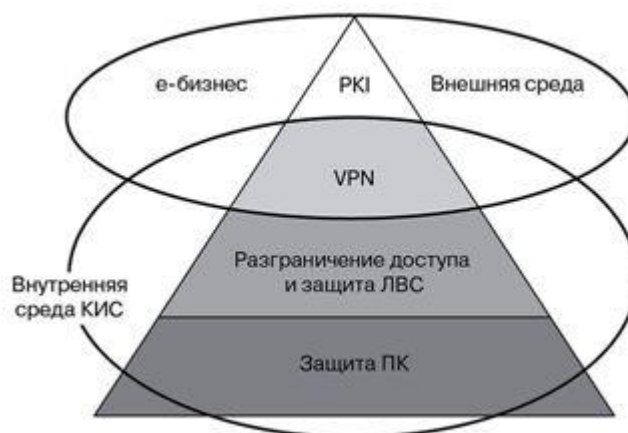 е-бизнес
PKI
Внешняя среда
VPN
Разграничение доступа
и защита ЛВС
Внутренняя
среда КИС
Защита ПК